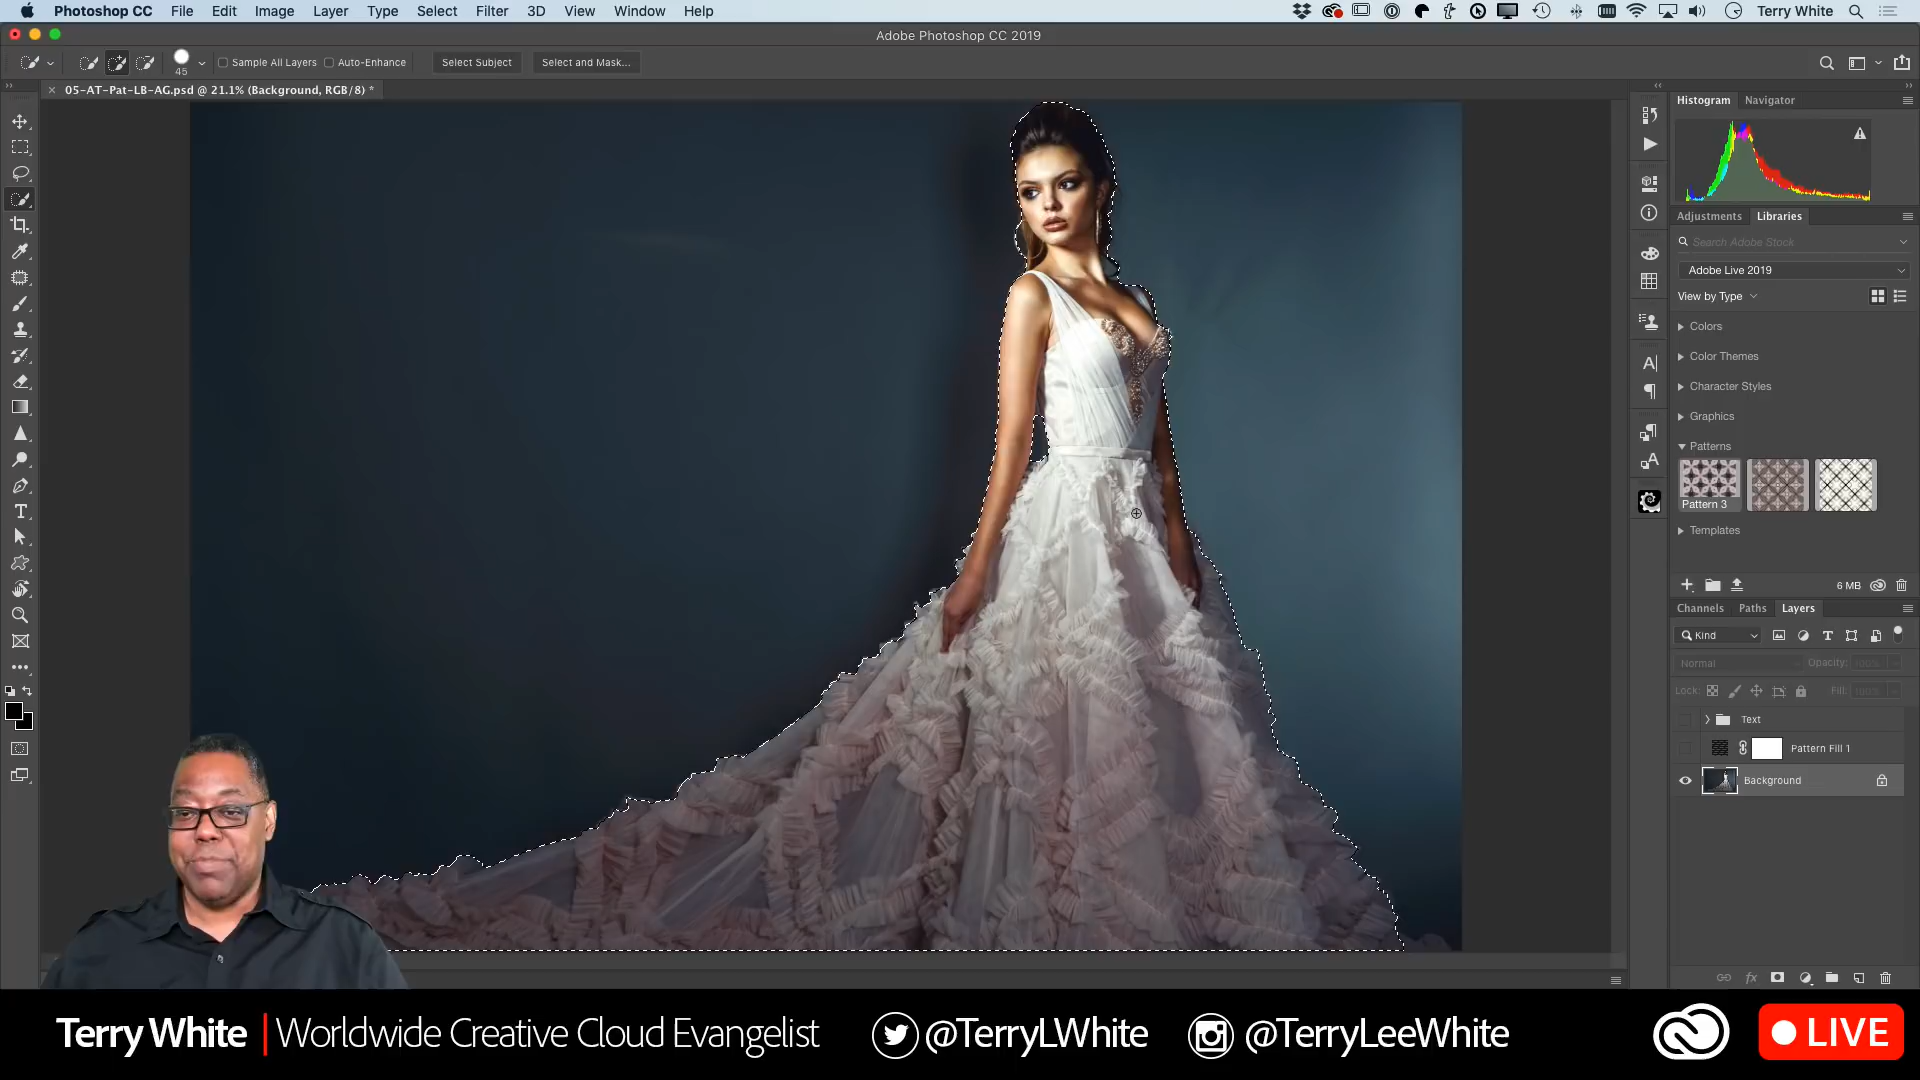 Photoshop CC File Edit Image Layer Type Select Filter 3D View Window Help Terry White
Adobe Photoshop CC 2019
45 Sample All Layers Auto-Enhance Select Subject Select and Mask...
05-AT-Pat-LB-AG.psd @ 21.1% (Background, RGB/8) *
Histogram Navigator
Adjustments Libraries
Search Adobe Stock
Adobe Live 2019
View by Type
Colors
Color Themes
Character Styles
Graphics
Patterns
Pattern 3
Templates
6 MB
Channels Paths Layers
Kind
Normal Opacity: 100%
Lock: Fill: 100%
Text
Pattern Fill 1
Background
Terry White | Worldwide Creative Cloud Evangelist @TerryLWhite @TerryLeeWhite LIVE